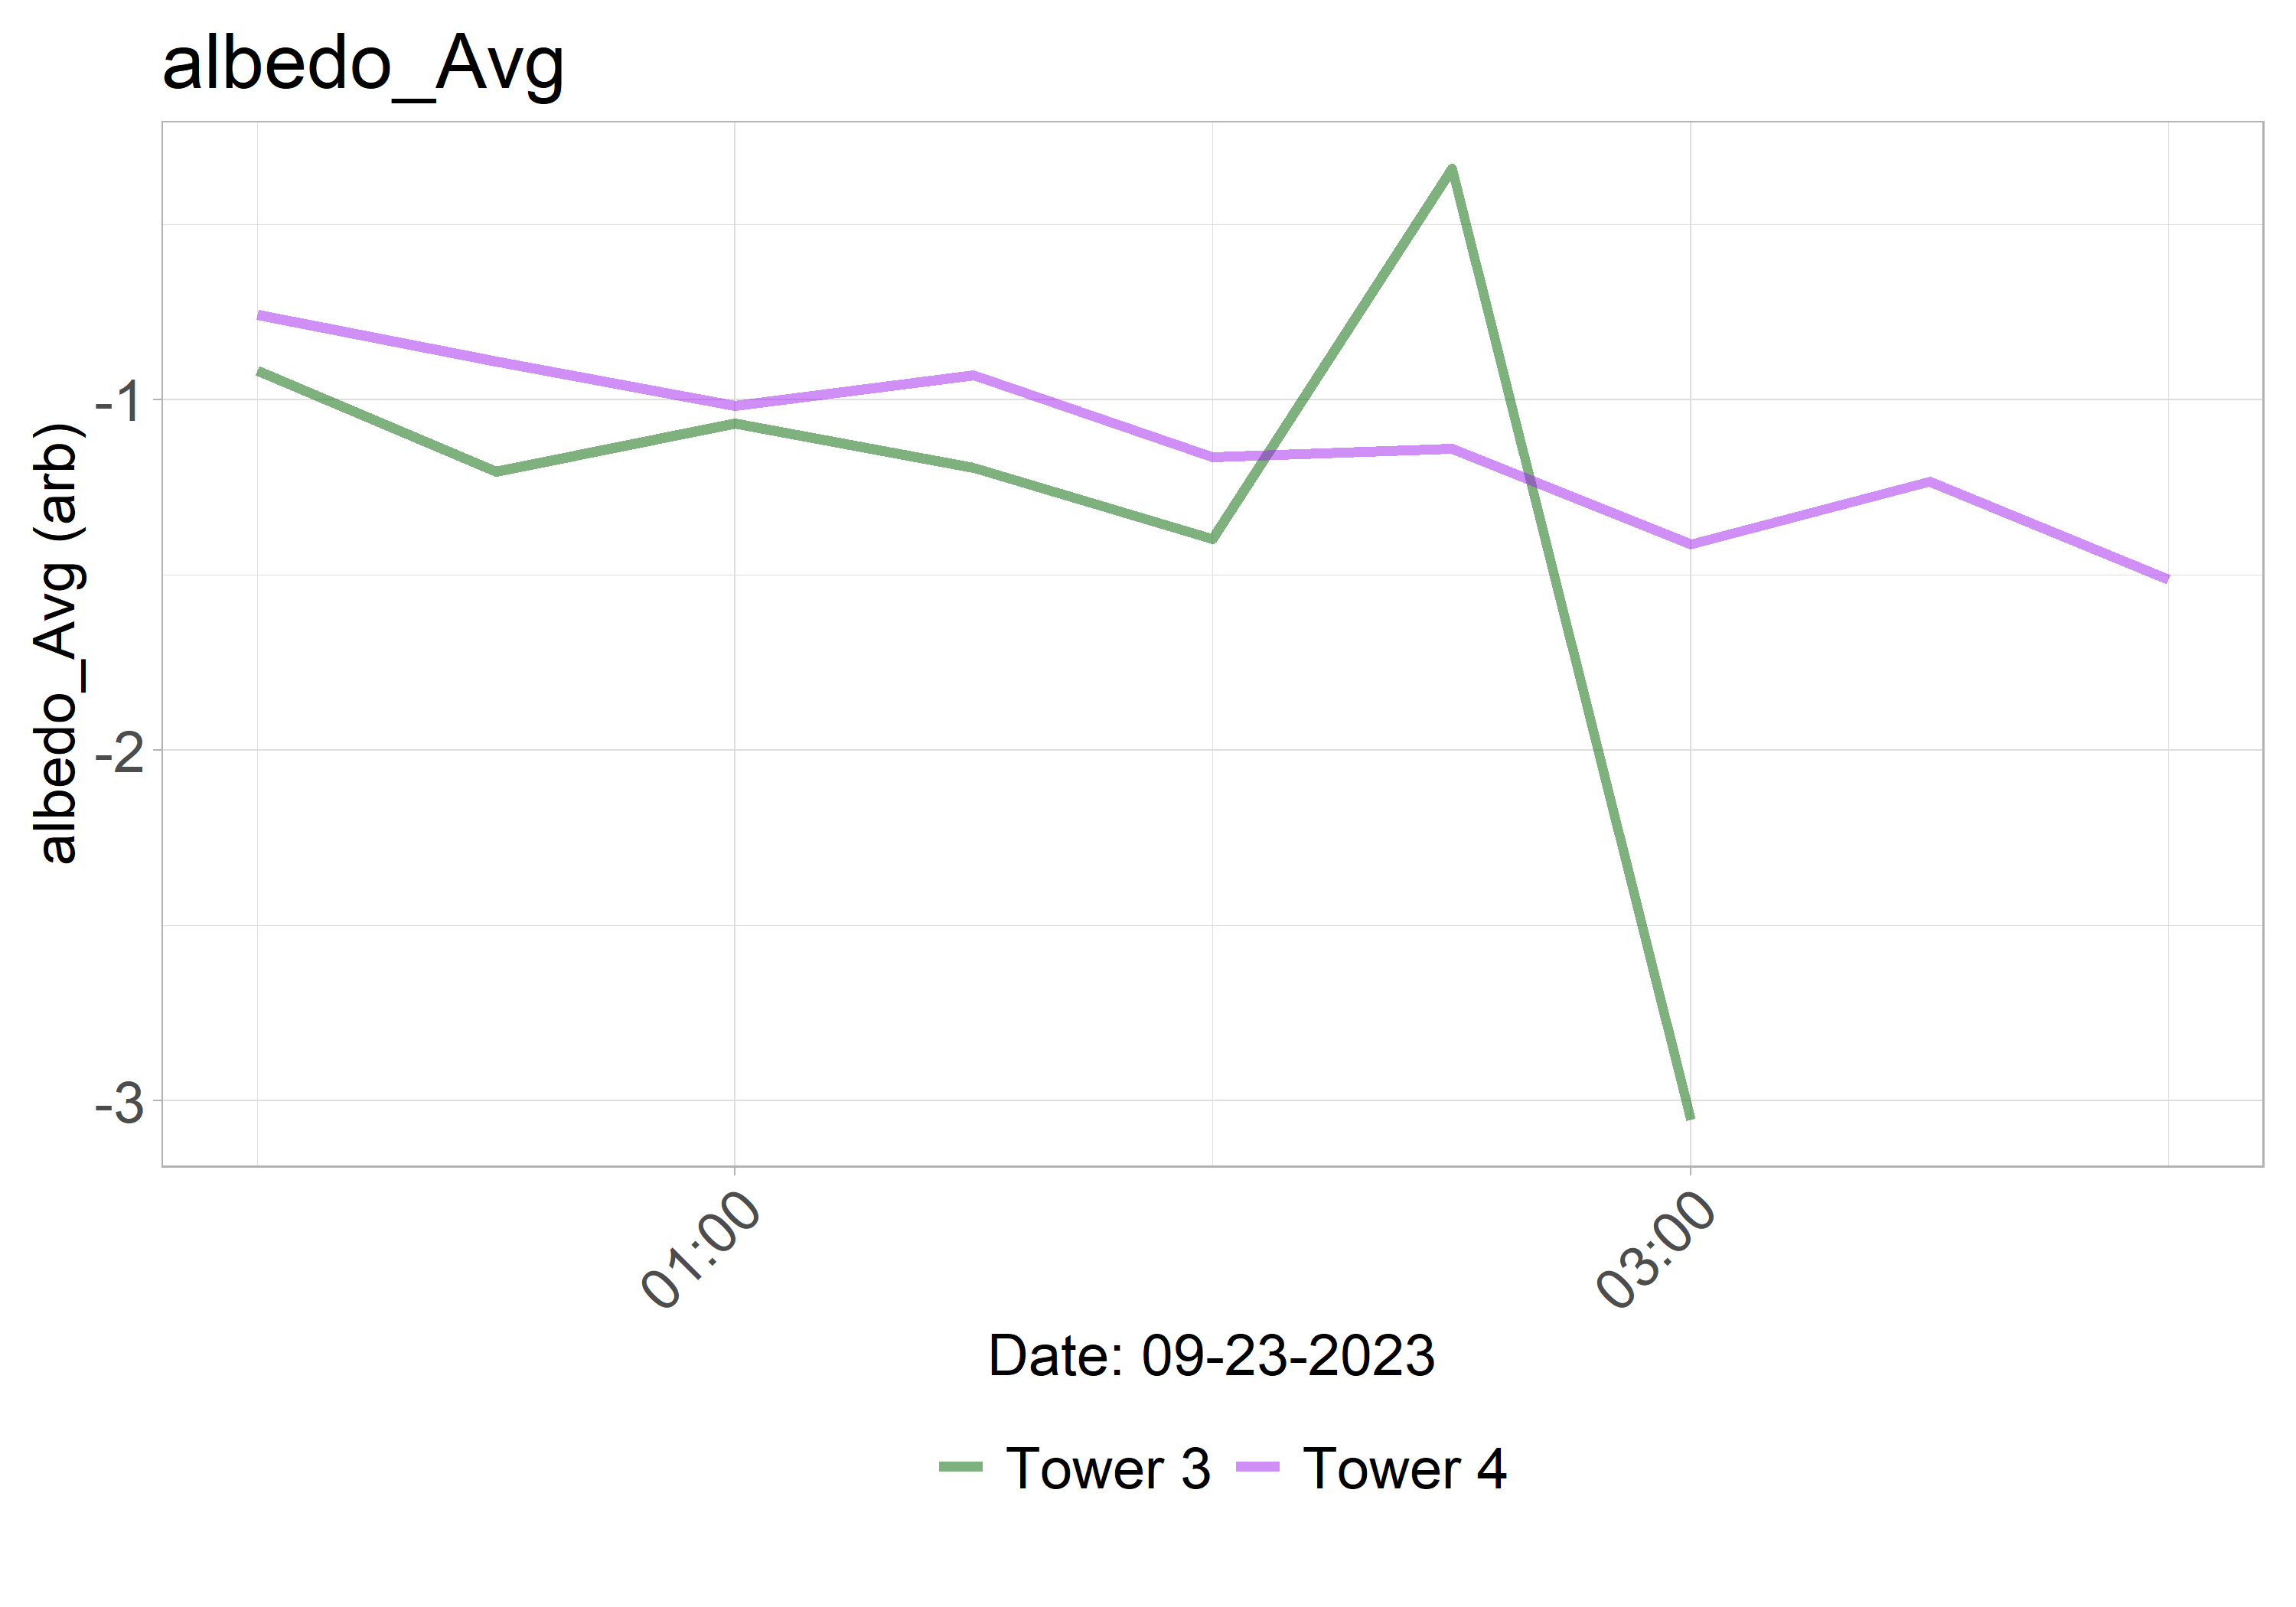 albedo_Avg
albedo_Avg (arb)
-1
-2
-3
01:00
03:00
Date: 09-23-2023
Tower 3
Tower 4